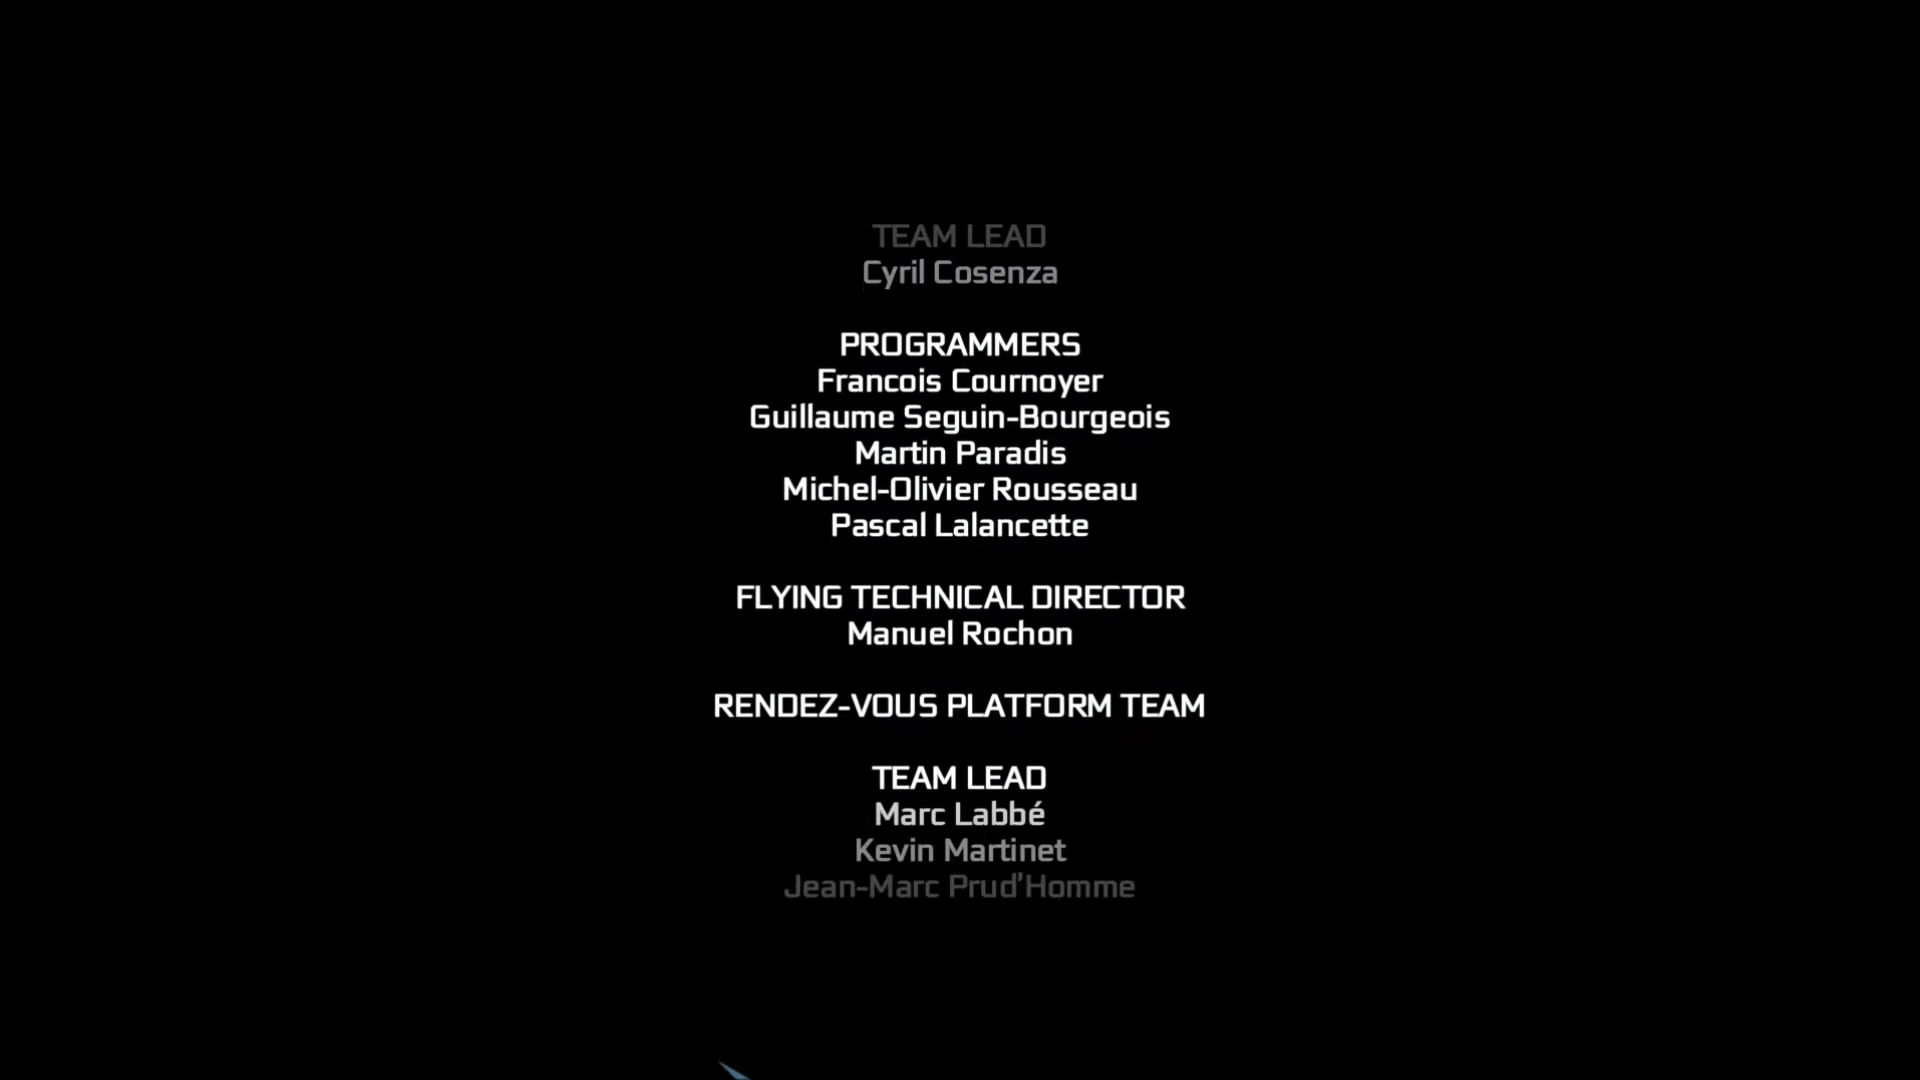 TEAM LEAD
Cyril Cosenza
PROGRAMMERS
Francois Cournoyer
Guillaume Seguin-Bourgeois
Martin Paradis
Michel-Olivier Rousseau
Pascal Lalancette
FLYING TECHNICAL DIRECTOR
Manuel Rochon
RENDEZ-VOUS PLATFORM TEAM
TEAM LEAD
Marc Labbé
Kevin Martinet
Jean-Marc Prud'Homme